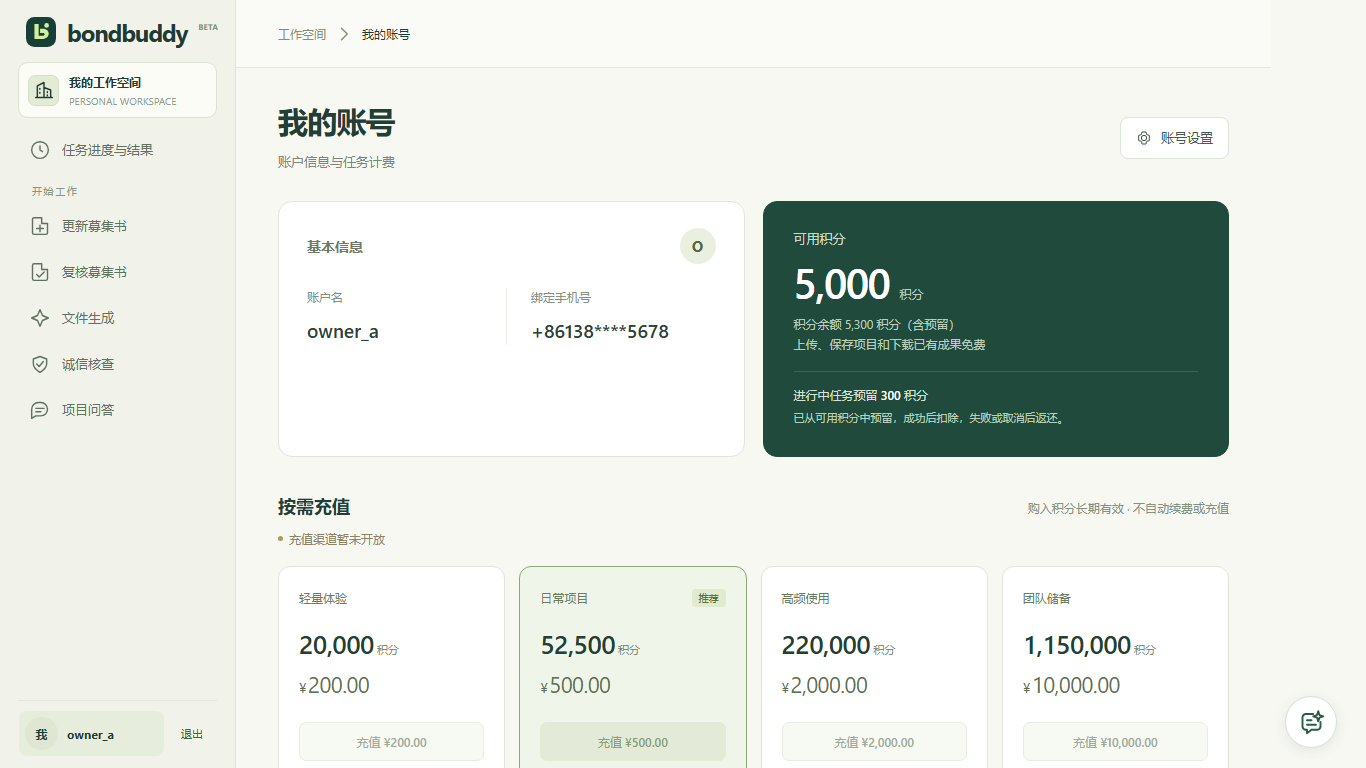 bondbuddy BETA
我的工作空间
PERSONAL WORKSPACE
任务进度与结果
开始工作
更新募集书
复核募集书
文件生成
诚信核查
项目问答
我 owner_a 退出
工作空间 我的账号
我的账号
账户信息与任务计费
账号设置
基本信息 O
账户名 绑定手机号
owner_a +86138****5678
可用积分
5,000 积分
积分余额 5,300 积分（含预留）
上传、保存项目和下载已有成果免费
进行中任务预留 300 积分
已从可用积分中预留，成功后扣除，失败或取消后返还。
按需充值
购入积分长期有效 · 不自动续费或充值
充值渠道暂未开放
轻量体验
20,000 积分
¥200.00
充值 ¥200.00
日常项目 推荐
52,500 积分
¥500.00
充值 ¥500.00
高频使用
220,000 积分
¥2,000.00
充值 ¥2,000.00
团队储备
1,150,000 积分
¥10,000.00
充值 ¥10,000.00